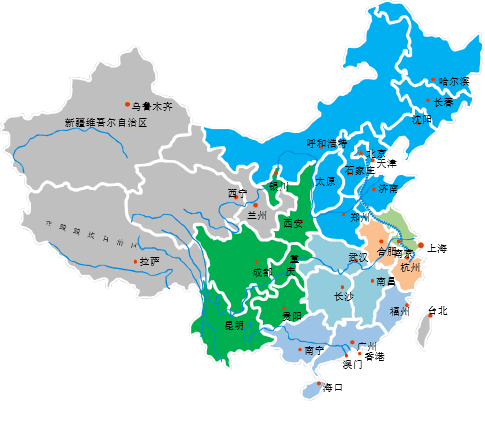 哈尔滨
长春
乌鲁木齐
沈阳
新疆维吾尔自治区
呼和浩特
北京
天津
石家庄
银川
太原
济南
西宁
兰州
郑州
西安
上海
合肥
南京
拉萨
成都
重庆
武汉
杭州
南昌
长沙
贵阳
福州
台北
昆明
南宁
广州
香港
澳门
海口